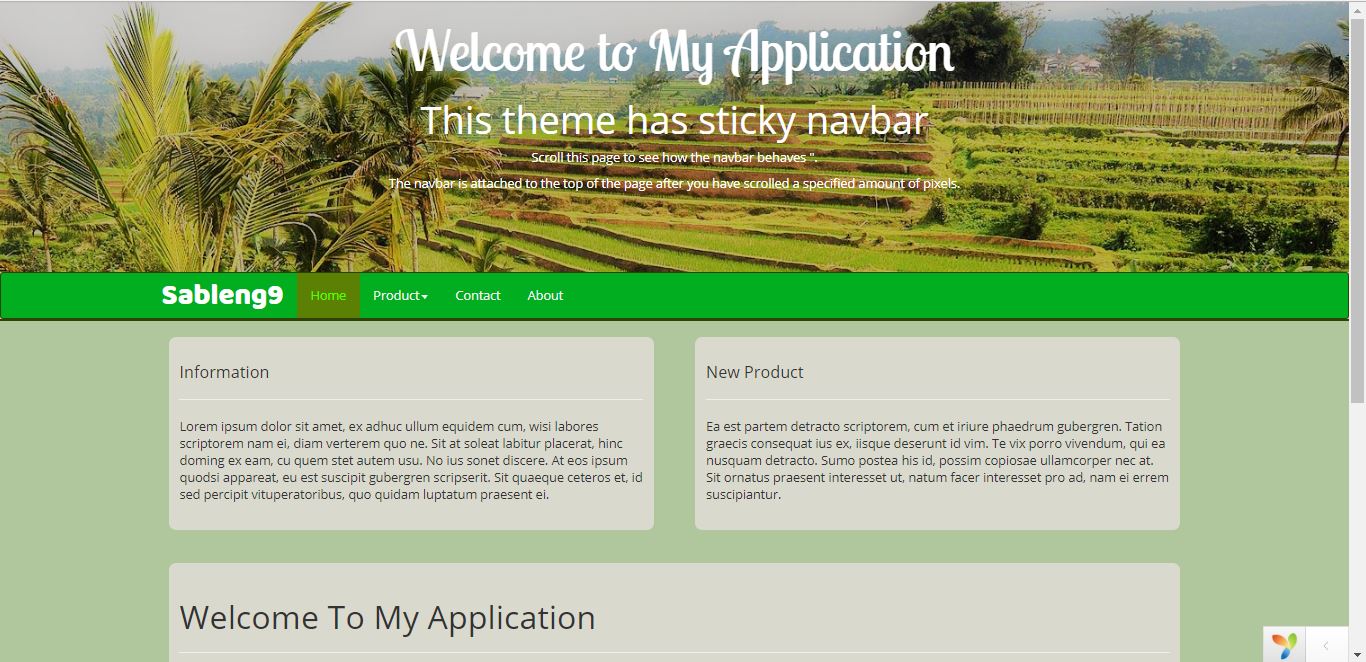 Welcome to My Application
This theme has sticky navbar
Scroll this page to see how the navbar behaves ".
The navbar is attached to the top of the page after you have scrolled a specified amount of pixels.
Sableng9 Home Product Contact About
Information
Lorem ipsum dolor sit amet, ex adhuc ullum equidem cum, wisi labores
scriptorem nam ei, diam verterem quo ne. Sit at soleat labitur placerat, hinc
doming ex eam, cu quem stet autem usu. No ius sonet discere. At eos ipsum
quodsi appareat, eu est suscipit gubergren scripserit. Sit quaeque ceteros et, id
sed percipit vituperatoribus, quo quidam luptatum praesent ei.
New Product
Ea est partem detracto scriptorem, cum et iriure phaedrum gubergren. Tation
graecis consequat ius ex, iisque deserunt id vim. Te vix porro vivendum, qui ea
nusquam detracto. Sumo postea his id, possim copiosae ullamcorper nec at.
Sit ornatus praesent interesset ut, natum facer interesset pro ad, nam ei errem
suscipiantur.
Welcome To My Application